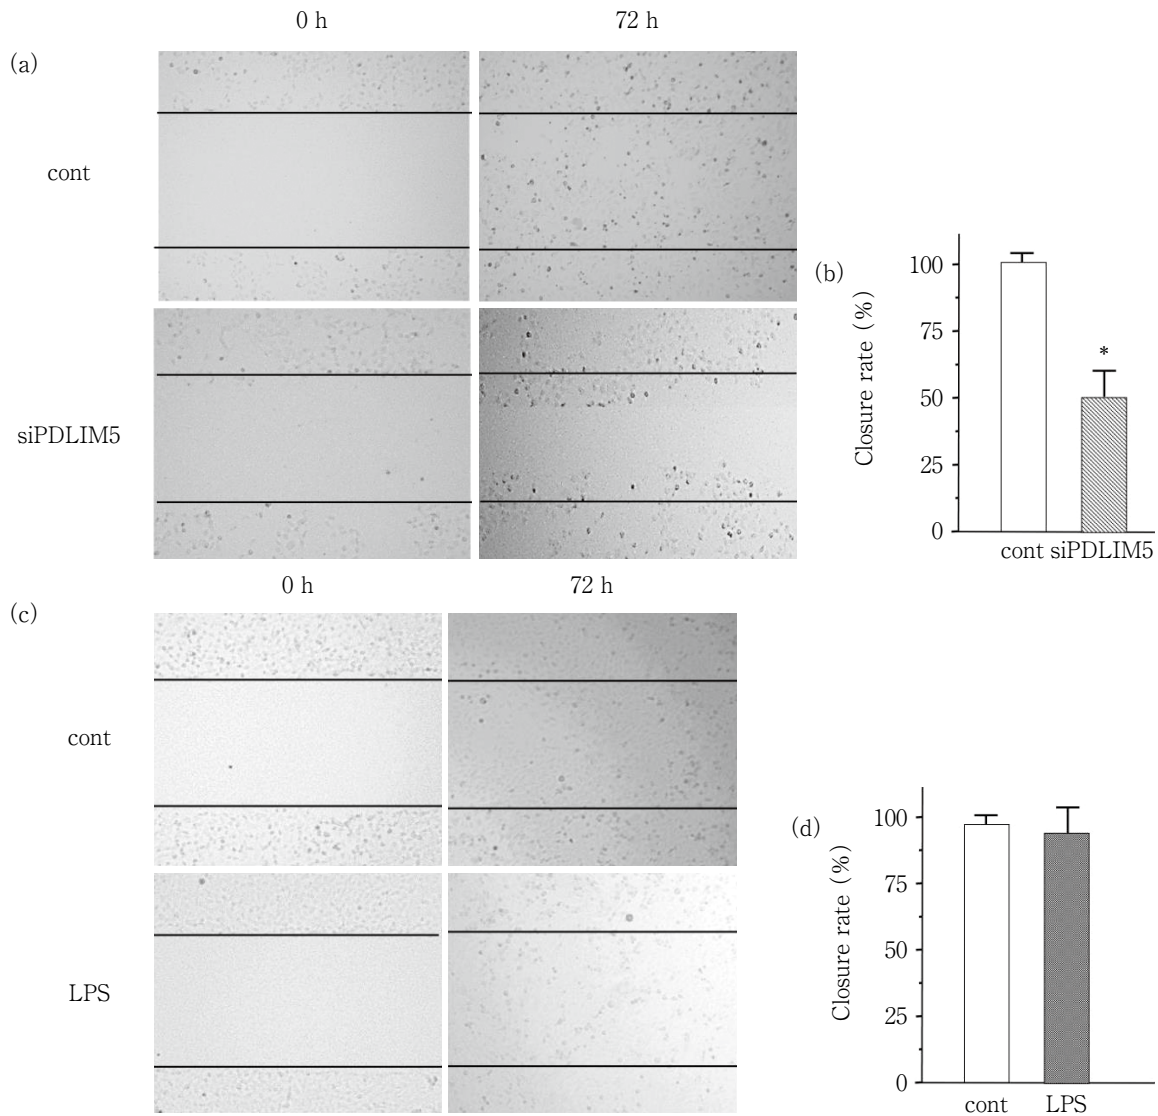 0 h 72 h
(a)
cont
siPDLIM5
(b)
Closure rate (%)
100
75
50
25
0
*
cont siPDLIM5
0 h 72 h
(c)
cont
LPS
(d)
Closure rate (%)
100
75
50
25
0
cont LPS